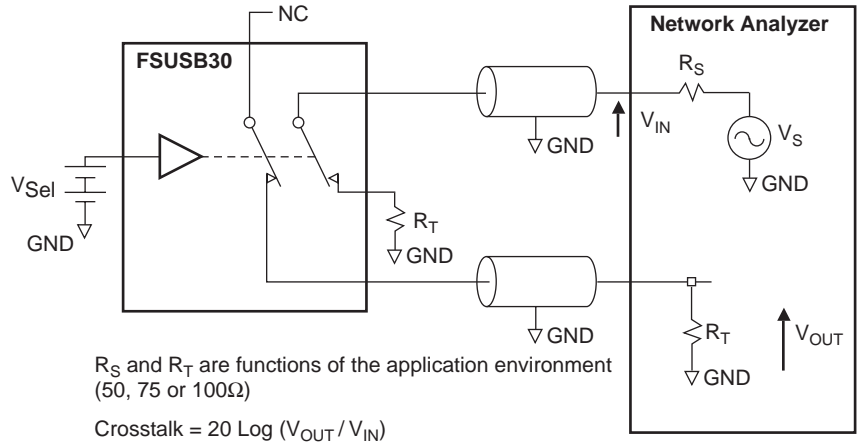 NC
Network Analyzer
FSUSB30
R_S
V_IN
V_S
GND
GND
V_Sel
GND
R_T
GND
GND
R_T
V_OUT
GND
R_S and R_T are functions of the application environment
(50, 75 or 100Ω)
Crosstalk = 20 Log (V_OUT / V_IN)